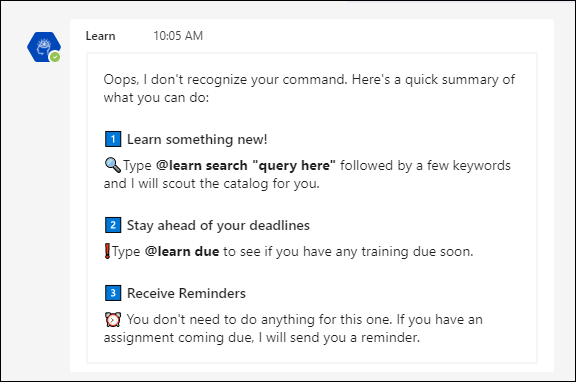 Learn 10:05 AM
Oops, I don't recognize your command. Here's a quick summary of
what you can do:
1 Learn something new!
Type @learn search "query here" followed by a few keywords
and I will scout the catalog for you.
2 Stay ahead of your deadlines
Type @learn due to see if you have any training due soon.
3 Receive Reminders
You don't need to do anything for this one. If you have an
assignment coming due, I will send you a reminder.